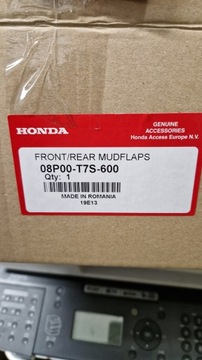 HONDA
GENUINE
ACCESSORIES
Honda Access Europe N.V.
FRONT/REAR MUDFLAPS
08P00-T7S-600
Qty: 1
MADE IN ROMANIA
19E13